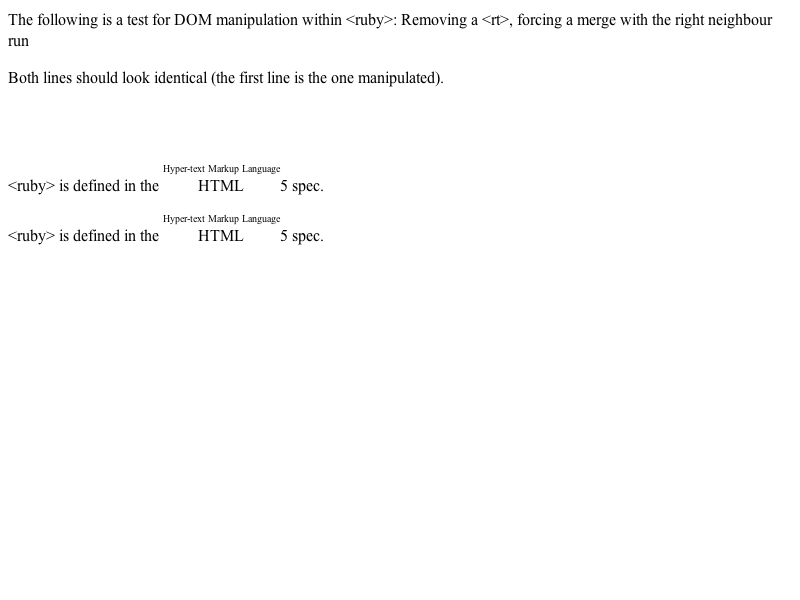 The following is a test for DOM manipulation within <ruby>: Removing a <rt>, forcing a merge with the right neighbour
run
Both lines should look identical (the first line is the one manipulated).
Hyper-text Markup Language
<ruby> is defined in the HTML 5 spec.
Hyper-text Markup Language
<ruby> is defined in the HTML 5 spec.